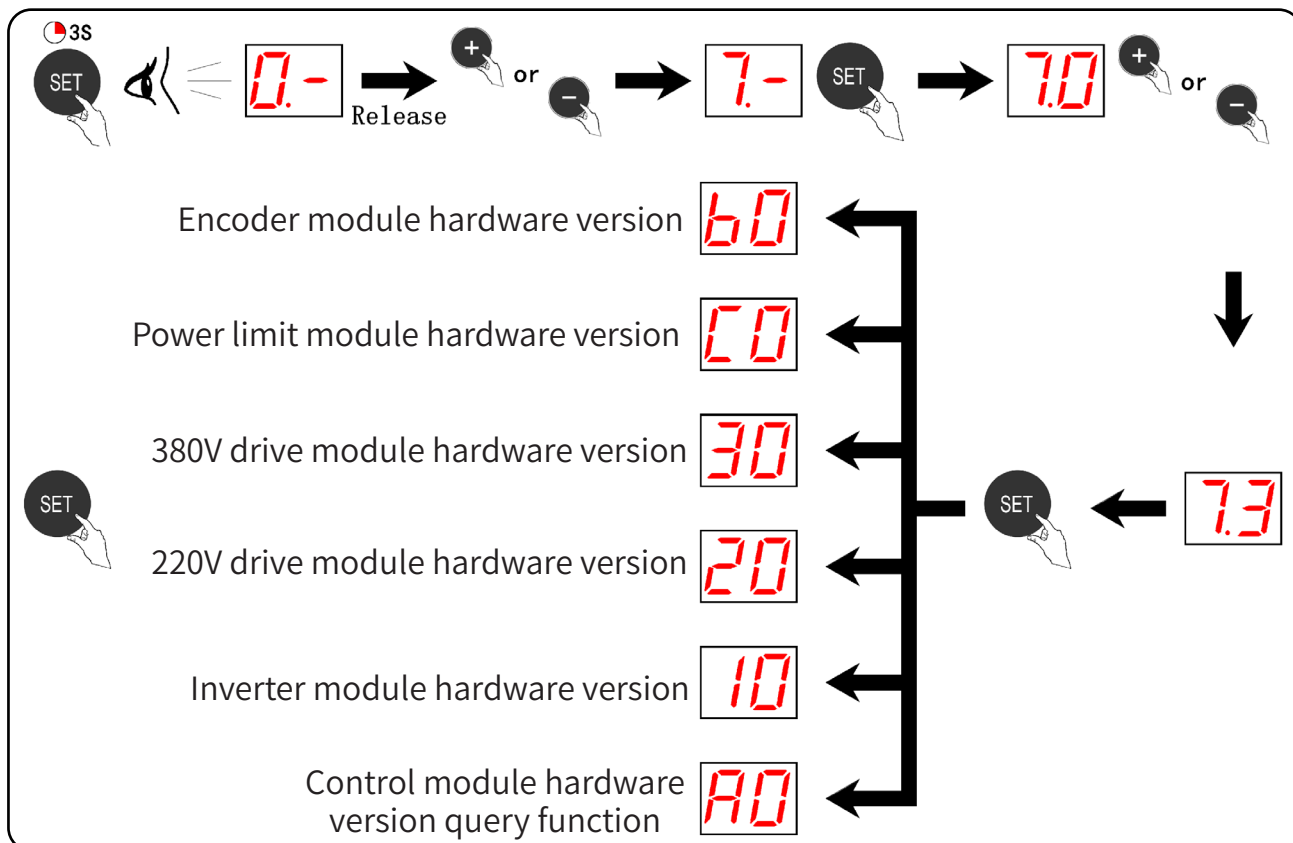 3S
SET
0.-
Release
+
or
−
7.-
SET
7.0
+
or
−
Encoder module hardware version
b0
Power limit module hardware version
C0
380V drive module hardware version
30
SET
SET
7.3
220V drive module hardware version
20
Inverter module hardware version
10
Control module hardware
version query function
A0